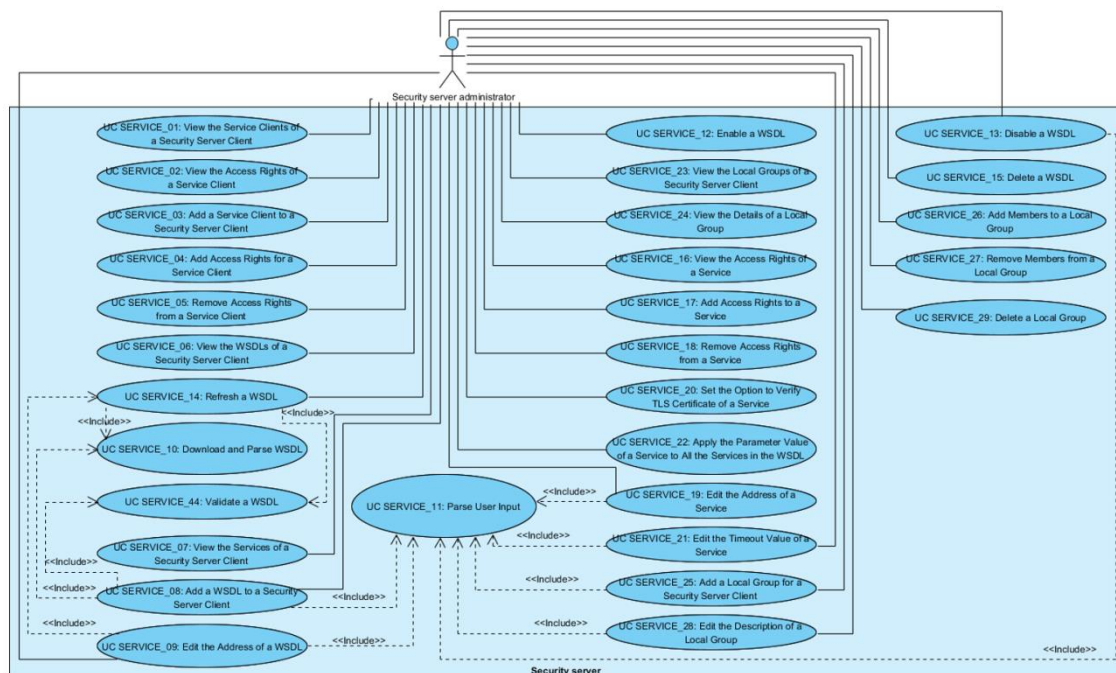 Security server administrator
UC SERVICE_01: View the Service Clients of
a Security Server Client
UC SERVICE_02: View the Access Rights of
a Service Client
UC SERVICE_03: Add a Service Client to a
Security Server Client
UC SERVICE_04: Add Access Rights for a
Service Client
UC SERVICE_05: Remove Access Rights
from a Service Client
UC SERVICE_06: View the WSDLs of a
Security Server Client
UC SERVICE_14: Refresh a WSDL
<<Include>>
<<Include>>
UC SERVICE_10: Download and Parse WSDL
UC SERVICE_44: Validate a WSDL
UC SERVICE_07: View the Services of a
Security Server Client
<<Include>>
UC SERVICE_08: Add a WSDL to a Security
Server Client
<<Include>>
<<Include>>
<<Include>>
UC SERVICE_09: Edit the Address of a WSDL
<<Include>>
UC SERVICE_11: Parse User Input
UC SERVICE_12: Enable a WSDL
UC SERVICE_23: View the Local Groups of a
Security Server Client
UC SERVICE_24: View the Details of a Local
Group
UC SERVICE_16: View the Access Rights of
a Service
UC SERVICE_17: Add Access Rights to a
Service
UC SERVICE_18: Remove Access Rights
from a Service
UC SERVICE_20: Set the Option to Verify
TLS Certificate of a Service
UC SERVICE_22: Apply the Parameter Value
of a Service to All the Services in the WSDL
<<Include>>
UC SERVICE_19: Edit the Address of a
Service
<<Include>>
UC SERVICE_21: Edit the Timeout Value of a
Service
<<Include>>
UC SERVICE_25: Add a Local Group for a
Security Server Client
<<Include>>
UC SERVICE_28: Edit the Description of a
Local Group
UC SERVICE_13: Disable a WSDL
UC SERVICE_15: Delete a WSDL
UC SERVICE_26: Add Members to a Local
Group
UC SERVICE_27: Remove Members from a
Local Group
UC SERVICE_29: Delete a Local Group
<<Include>>
Security server